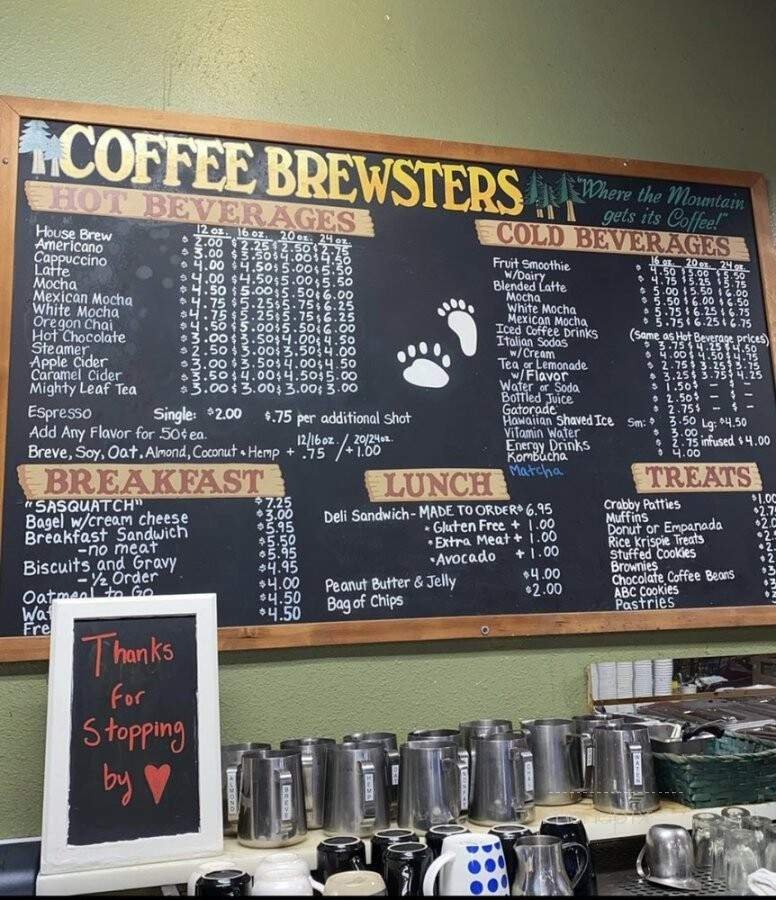 COFFEE BREWSTERS
"Where the Mountain
gets its Coffee!"
HOT BEVERAGES
12 oz. 16 oz. 20 oz. 24 oz.
House Brew $2.00 $2.25 $2.50 $2.75
Americano $3.00 $3.50 $4.00 $4.50
Cappuccino $4.00 $4.50 $5.00 $5.50
Latte $4.00 $4.50 $5.00 $5.50
Mocha $4.50 $5.00 $5.50 $6.00
Mexican Mocha $4.75 $5.25 $5.75 $6.25
White Mocha $4.75 $5.25 $5.75 $6.25
Oregon Chai $4.50 $5.00 $5.50 $6.00
Hot Chocolate $3.00 $3.50 $4.00 $4.50
Steamer $2.50 $3.00 $3.50 $4.00
Apple Cider $3.00 $3.50 $4.00 $4.50
Caramel Cider $3.50 $4.00 $4.50 $5.00
Mighty Leaf Tea $3.00 $3.00 $3.00 $3.00
Espresso Single: $2.00 $.75 per additional shot
Add Any Flavor for .50¢ ea.
12/16oz. / 20/24oz.
Breve, Soy, Oat, Almond, Coconut & Hemp + .75 / +1.00
COLD BEVERAGES
16 oz. 20 oz. 24 oz.
Fruit Smoothie $4.50 $5.00 $5.50
w/Dairy $4.75 $5.25 $5.75
Blended Latte $5.00 $5.50 $6.00
Mocha $5.50 $6.00 $6.50
White Mocha $5.75 $6.25 $6.75
Mexican Mocha $5.75 $6.25 $6.75
Iced Coffee Drinks (Same as Hot Beverage prices)
Italian Sodas $3.75 $4.25 $4.50
w/Cream $4.00 $4.50 $4.75
Tea or Lemonade $2.75 $3.25 $3.75
w/Flavor $3.25 $3.75 $4.25
Water or Soda $1.50 $ - $ -
Bottled Juice $2.50 $ - $ -
Gatorade $2.75 $ - $ -
Hawaiian Shaved Ice Sm: $3.50 Lg: $4.50
Vitamin Water $3.00
Energy Drinks $2.75 infused $4.00
Kombucha $4.00
Matcha
BREAKFAST
"SASQUATCH" $7.25
Bagel w/cream cheese $3.00
Breakfast Sandwich $5.95
-no meat $5.50
Biscuits and Gravy $5.95
-½ Order $4.95
Oatmeal to Go $4.00
$4.50
$4.50
LUNCH
Deli Sandwich - MADE TO ORDER $6.95
• Gluten Free + 1.00
• Extra Meat + 1.00
• Avocado + 1.00
Peanut Butter & Jelly $4.00
Bag of Chips $2.00
TREATS
Crabby Patties
Muffins
Donut or Empanada
Rice Krispie Treats
Stuffed Cookies
Brownies
Chocolate Coffee Beans
ABC Cookies
Pastries
Thanks
for
Stopping
by
ALMOND
BREVE
HEMP
CHAI
WATER